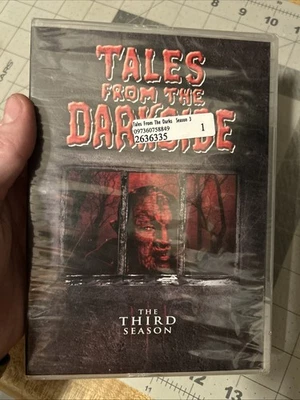 TALES
FROM THE
DARKSIDE
Tales From The Darks Season 3
097360758849
2636335
1
THE
THIRD
SEASON